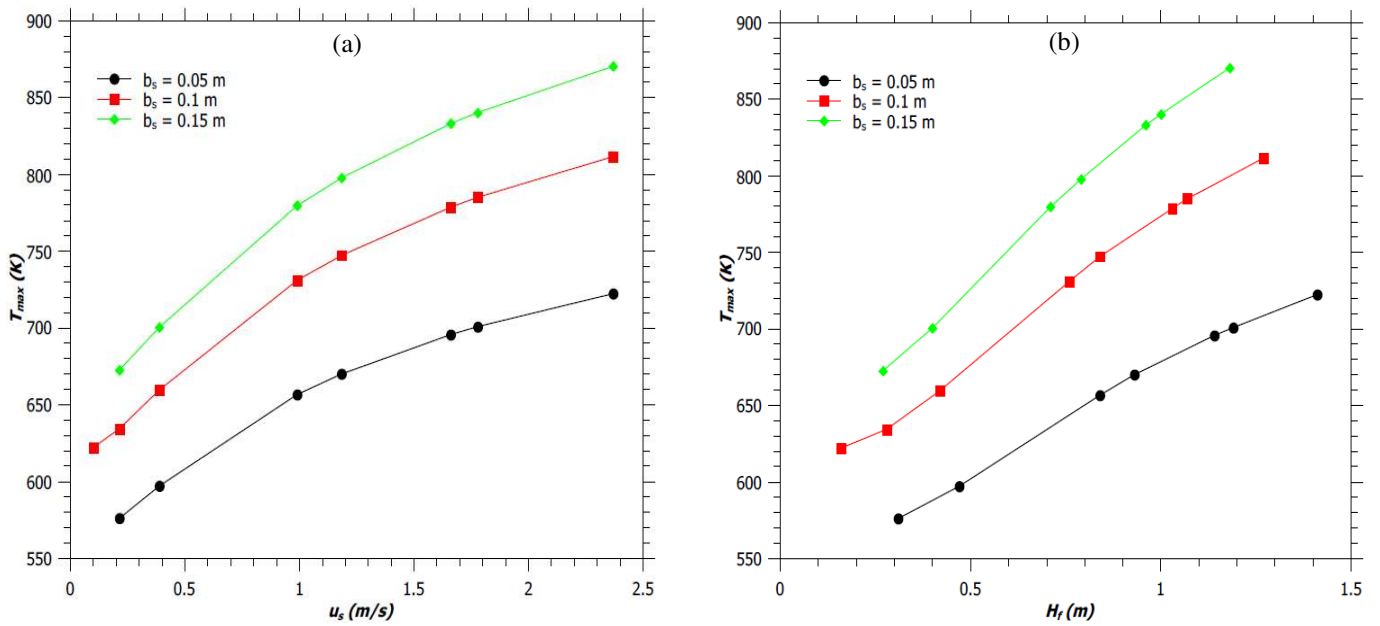 (a)
b_s = 0.05 m
b_s = 0.1 m
b_s = 0.15 m
900
850
800
750
700
650
600
550
T_max (K)
0 0.5 1 1.5 2 2.5
u_s (m/s)
(b)
b_s = 0.05 m
b_s = 0.1 m
b_s = 0.15 m
900
850
800
750
700
650
600
550
T_max (K)
0 0.5 1 1.5
H_f (m)